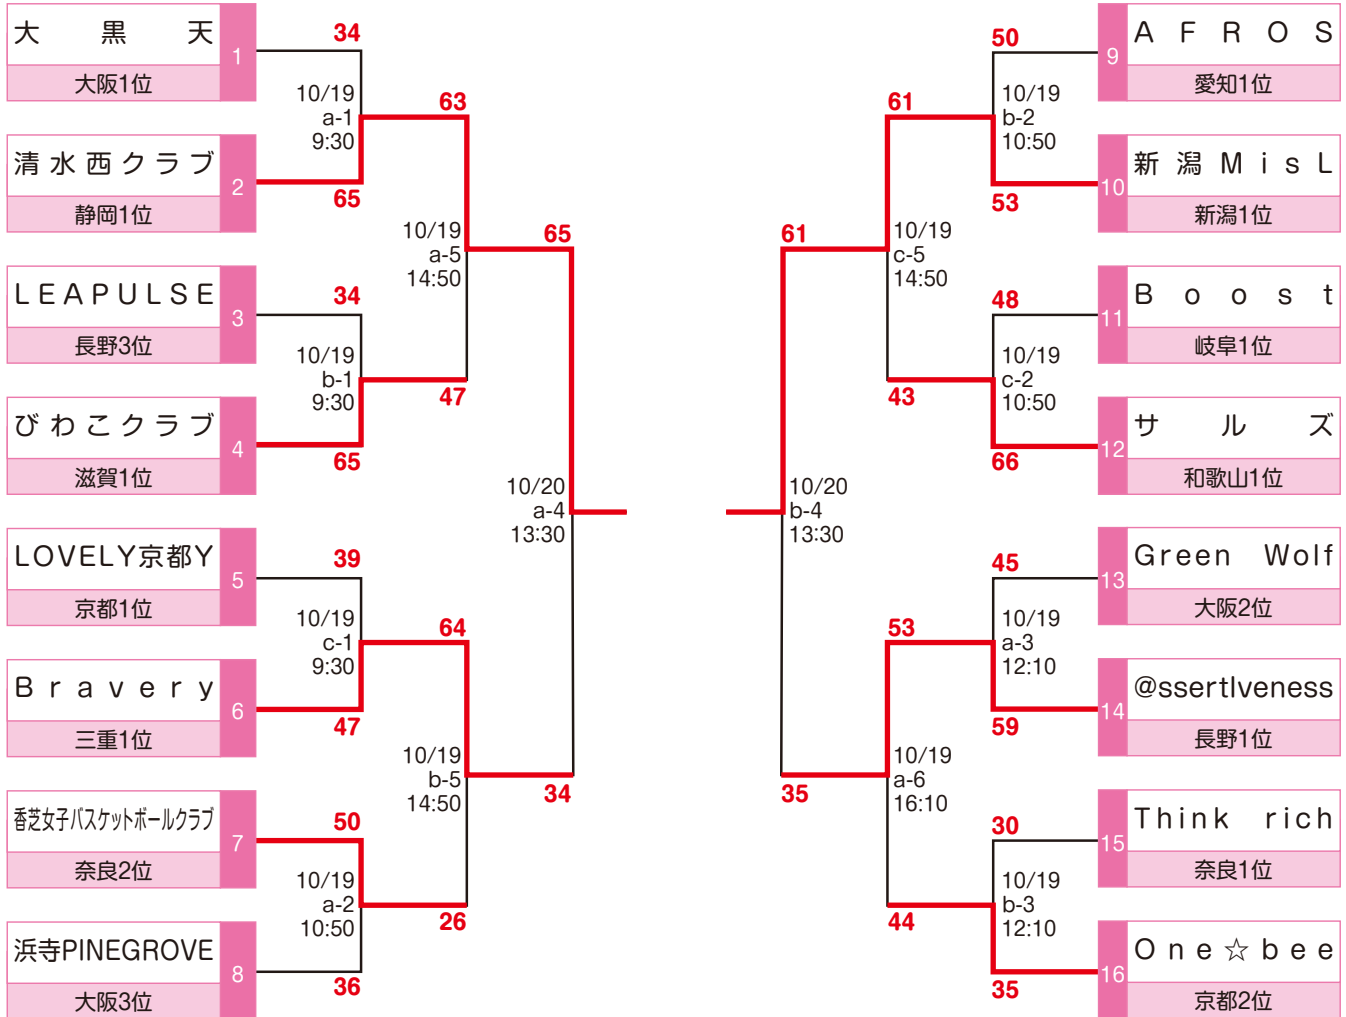 大黒天
1
大阪1位
清水西クラブ
2
静岡1位
LEAPULSE
3
長野3位
びわこクラブ
4
滋賀1位
LOVELY京都Y
5
京都1位
Bravery
6
三重1位
香芝女子バスケットボールクラブ
7
奈良2位
浜寺PINEGROVE
8
大阪3位
34
10/19
a-1
9:30
65
34
10/19
b-1
9:30
65
39
10/19
c-1
9:30
47
50
10/19
a-2
10:50
36
63
10/19
a-5
14:50
47
64
10/19
b-5
14:50
26
65
10/20
a-4
13:30
34
61
10/20
b-4
13:30
35
61
10/19
c-5
14:50
43
53
10/19
a-6
16:10
44
50
10/19
b-2
10:50
53
48
10/19
c-2
10:50
66
45
10/19
a-3
12:10
59
30
10/19
b-3
12:10
35
9
AFROS
愛知1位
10
新潟MisL
新潟1位
11
Boost
岐阜1位
12
サルズ
和歌山1位
13
Green Wolf
大阪2位
14
@ssertIveness
長野1位
15
Think rich
奈良1位
16
One☆bee
京都2位